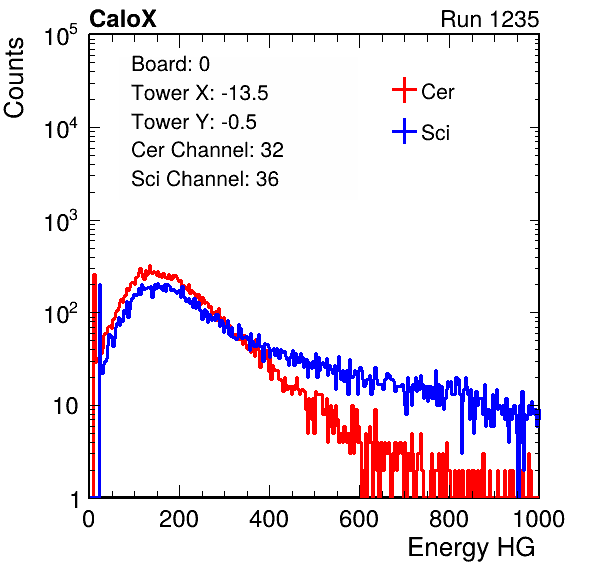 CaloX Run 1235
Counts
10^5
10^4
10^3
10^2
10
1
Board: 0
Tower X: -13.5
Tower Y: -0.5
Cer Channel: 32
Sci Channel: 36
Cer
Sci
0 200 400 600 800 1000
Energy HG